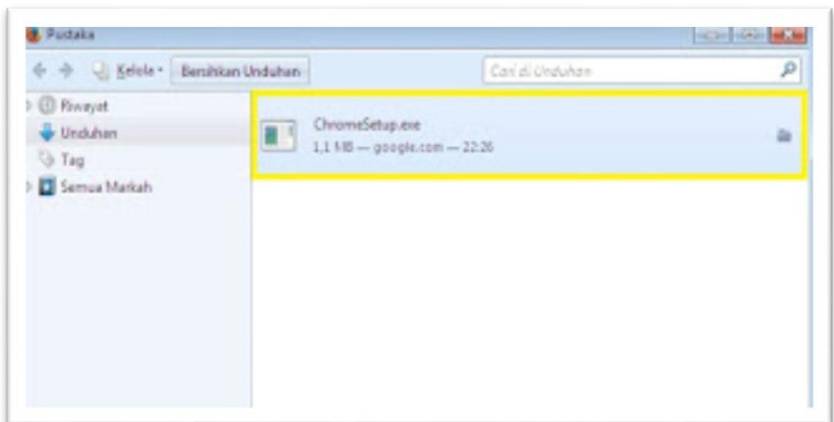 Pustaka
Kelola Bersihkan Unduhan Cari di Unduhan
Riwayat
Unduhan
Tag
Semua Markah
ChromeSetup.exe
1,1 MB — google.com — 22:26